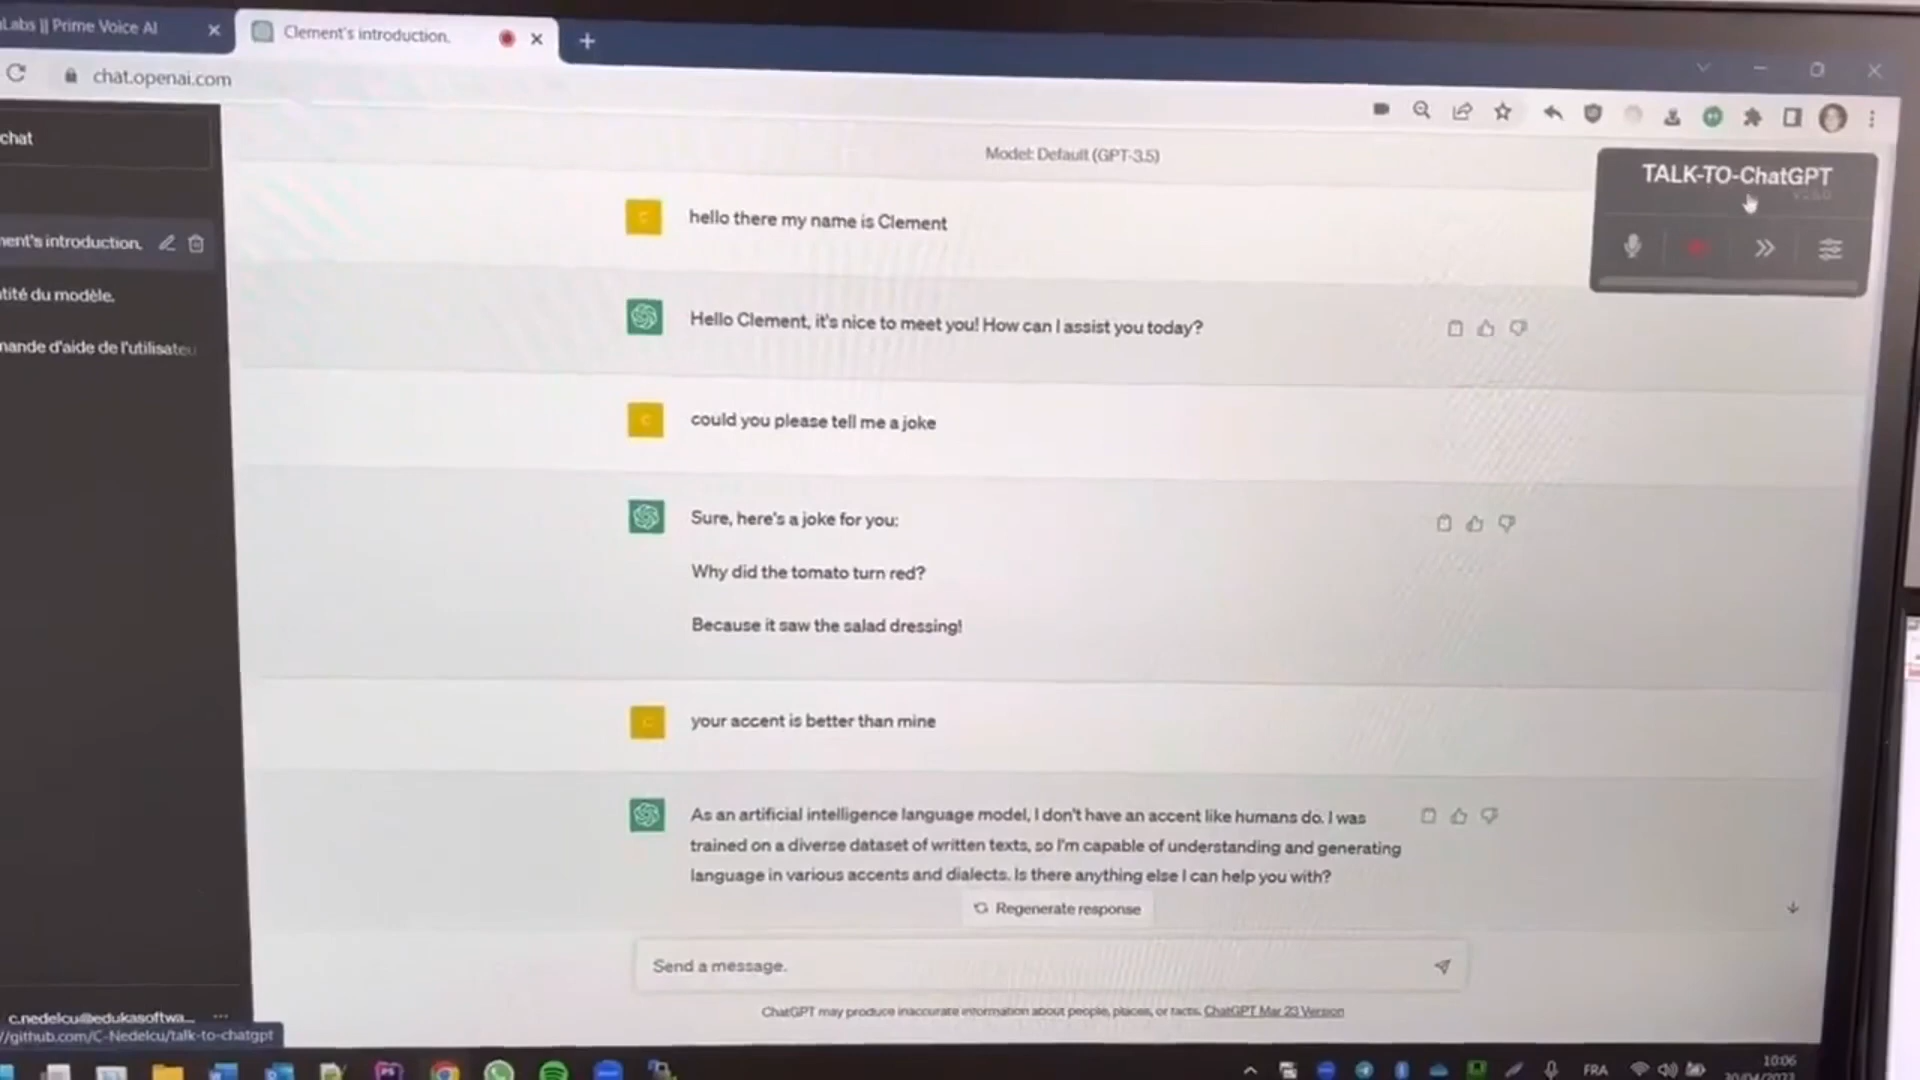 Labs || Prime Voice AI
Clement's introduction.
chat.openai.com
chat
Model: Default (GPT-3.5)
TALK-TO-ChatGPT
hello there my name is Clement
ment's introduction.
Hello Clement, it's nice to meet you! How can I assist you today?
ntité du modèle.
mande d'aide de l'utilisateu
could you please tell me a joke
Sure, here's a joke for you:
Why did the tomato turn red?
Because it saw the salad dressing!
your accent is better than mine
As an artificial intelligence language model, I don't have an accent like humans do. I was
trained on a diverse dataset of written texts, so I'm capable of understanding and generating
language in various accents and dialects. Is there anything else I can help you with?
Regenerate response
Send a message.
ChatGPT may produce inaccurate information about people, places, or facts. ChatGPT Mar 23 Version
c.nedelcu@edukasoftwa...
//github.com/C-Nedelcu/talk-to-chatgpt
FRA
10:06
20/04/2023